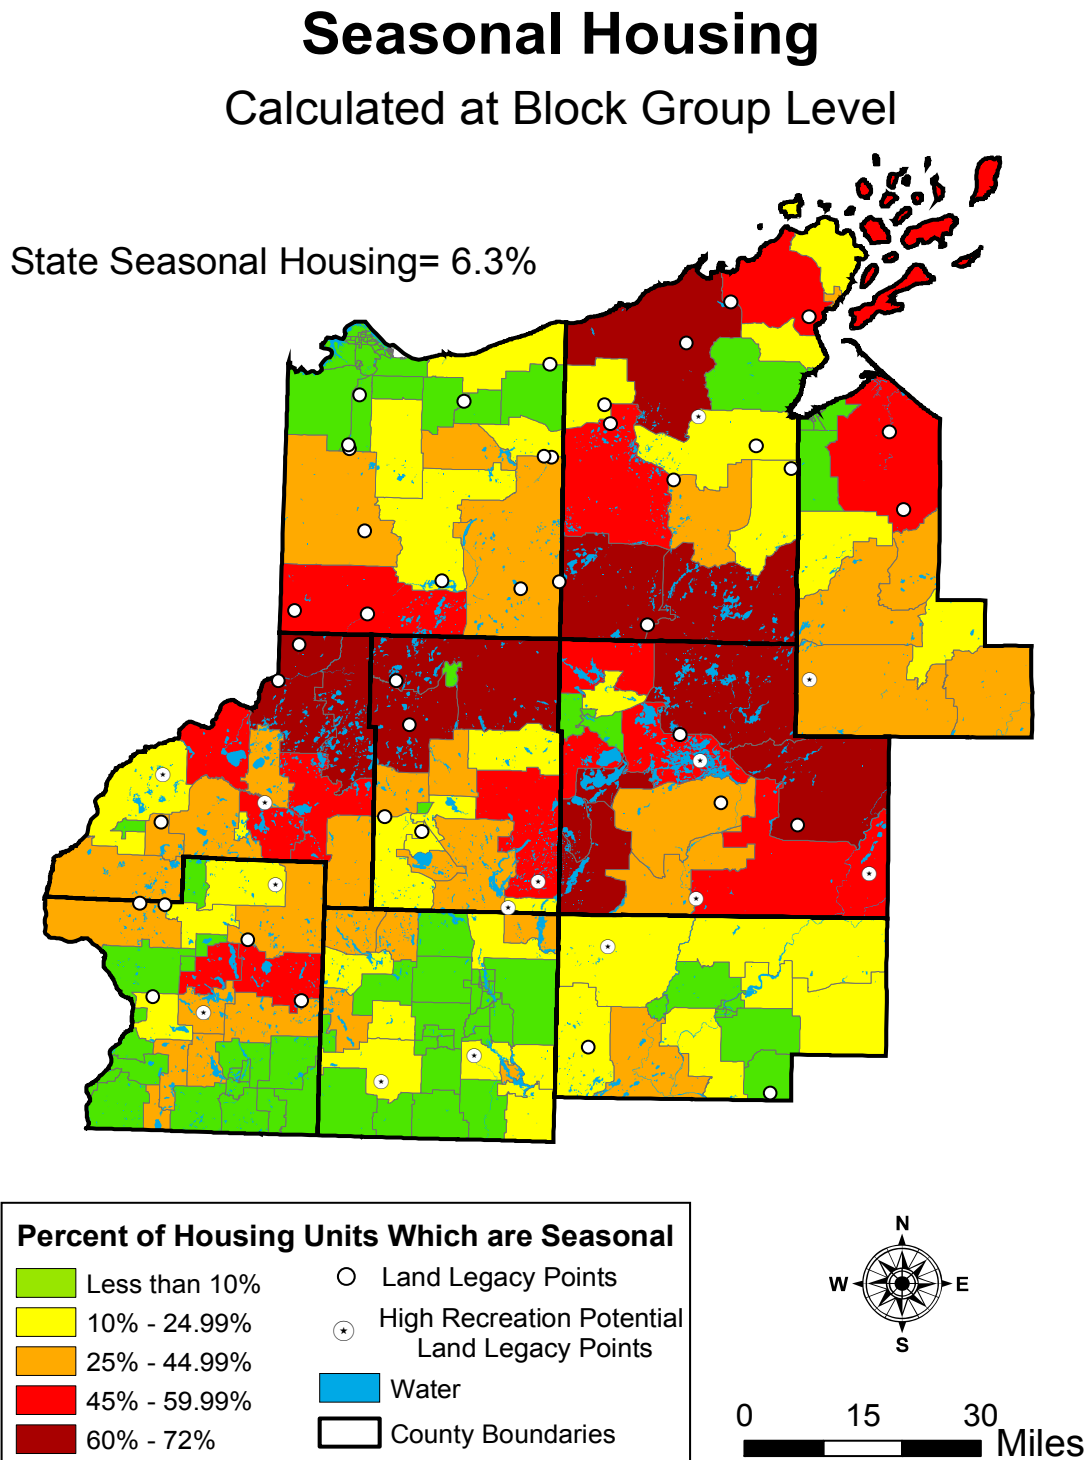 Seasonal Housing
Calculated at Block Group Level
State Seasonal Housing= 6.3%
Percent of Housing Units Which are Seasonal
Less than 10%
10% - 24.99%
25% - 44.99%
45% - 59.99%
60% - 72%
Land Legacy Points
High Recreation Potential
Land Legacy Points
Water
County Boundaries
N
W E
S
0 15 30
Miles